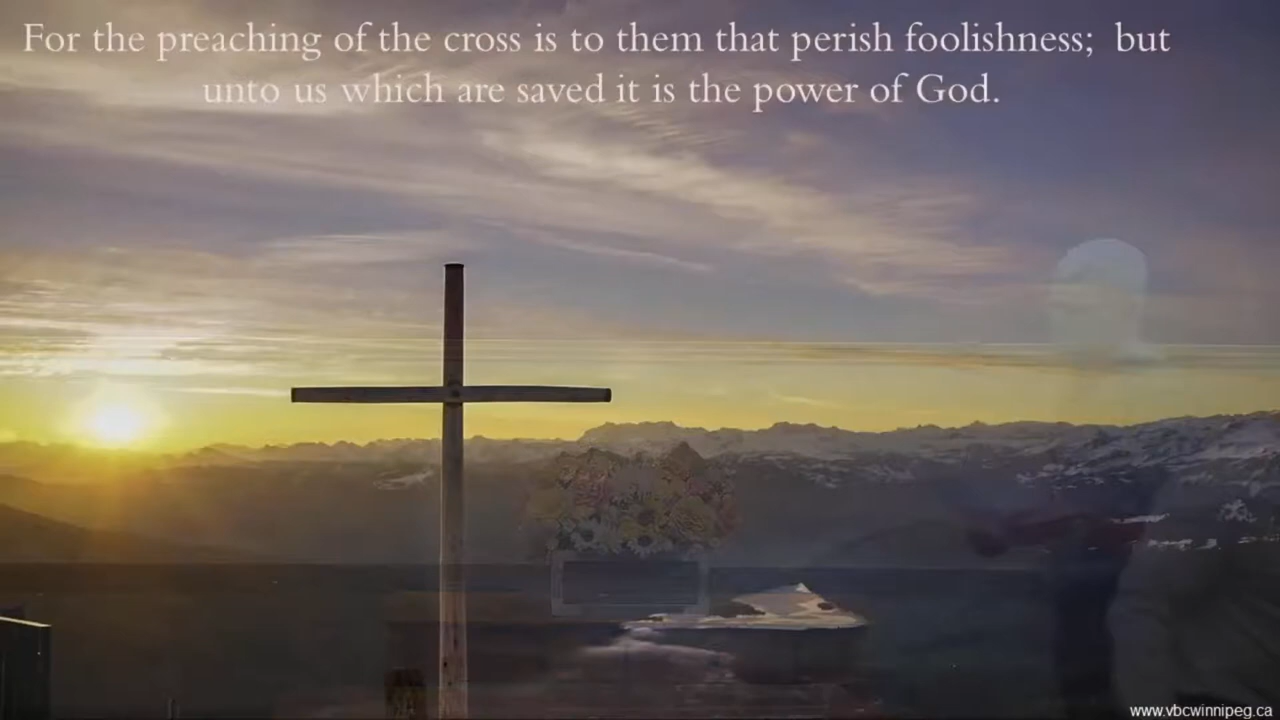 For the preaching of the cross is to them that perish foolishness;  but
unto us which are saved it is the power of God.
www.vbcwinnipeg.ca